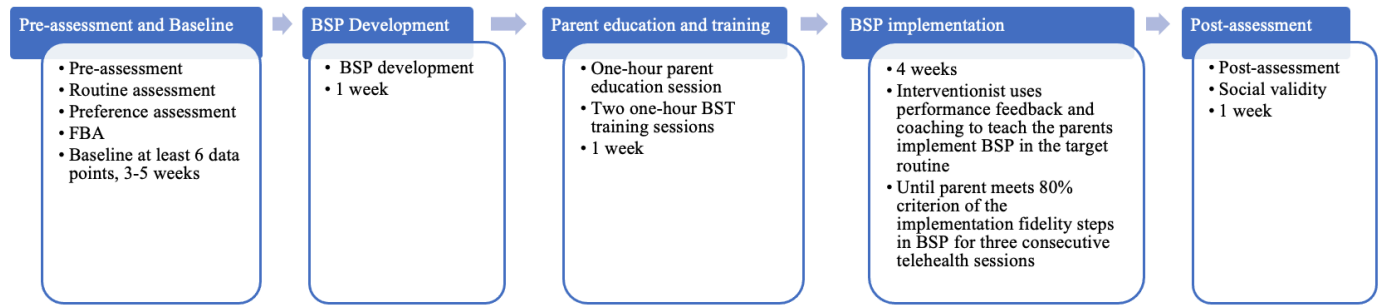 Pre-assessment and Baseline
• Pre-assessment
• Routine assessment
• Preference assessment
• FBA
• Baseline at least 6 data
points, 3-5 weeks
BSP Development
• BSP development
• 1 week
Parent education and training
• One-hour parent
education session
• Two one-hour BST
training sessions
• 1 week
BSP implementation
• 4 weeks
• Interventionist uses
performance feedback and
coaching to teach the parents
implement BSP in the target
routine
• Until parent meets 80%
criterion of the
implementation fidelity steps
in BSP for three consecutive
telehealth sessions
Post-assessment
• Post-assessment
• Social validity
• 1 week